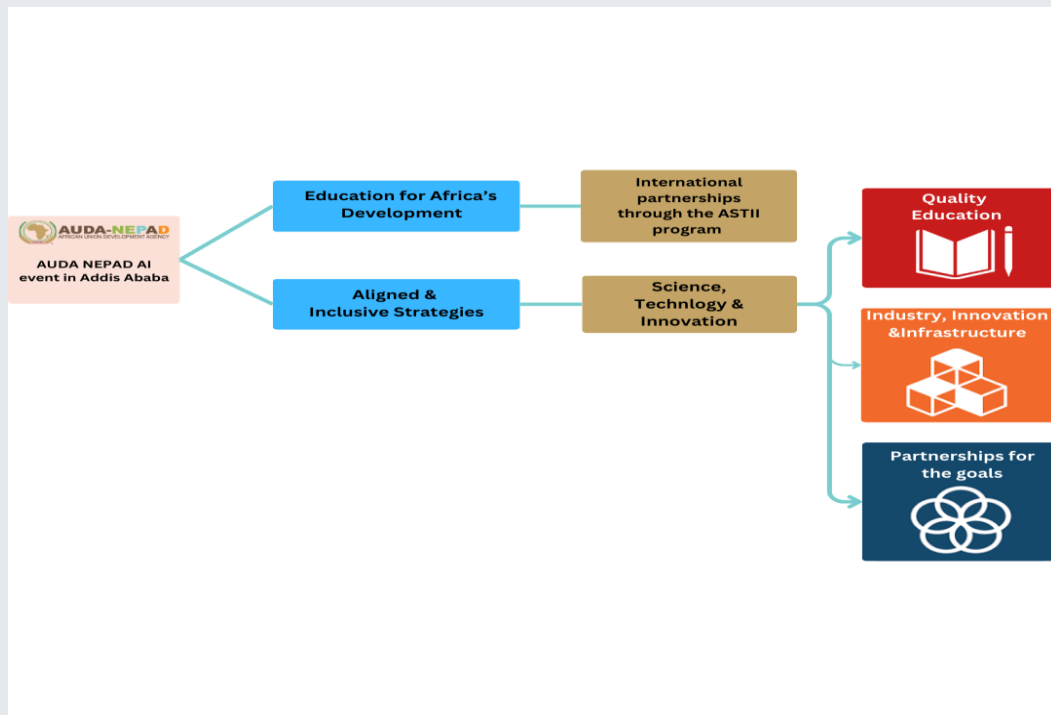 AUDA-NEPAD
AFRICAN UNION DEVELOPMENT AGENCY
AUDA NEPAD AI
event in Addis Ababa
Education for Africa's
Development
Aligned &
Inclusive Strategies
International
partnerships
through the ASTII
program
Science,
Technlogy &
Innovation
Quality
Education
Industry, Innovation
&Infrastructure
Partnerships for
the goals